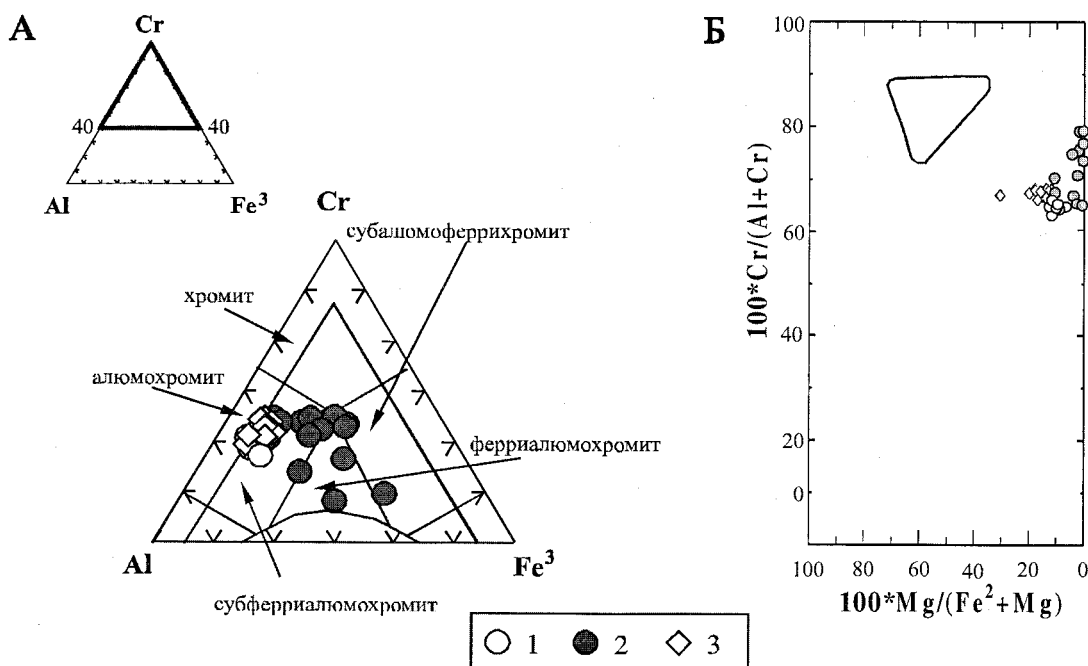 А
Cr
40 40
Al Fe³
Cr
субалюмоферрихромит
хромит
алюмохромит
ферриалюмохромит
Al Fe³
субферриалюмохромит
1 2 3
Б
100
80
60
40
20
0
100*Cr/(Al+Cr)
100 80 60 40 20 0
100*Mg/(Fe²+Mg)